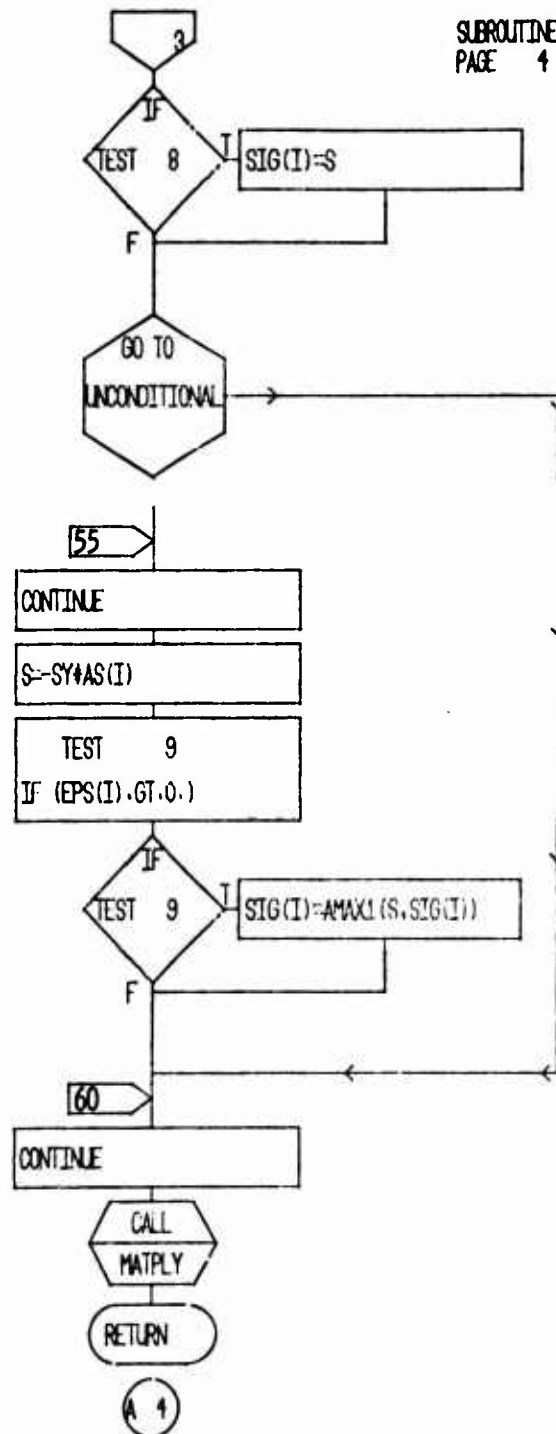 SUBROUTINE
PAGE 4
3
IF
TEST 8
T
SIG(I)=S
F
GO TO
UNCONDITIONAL
55
CONTINUE
S=-SY*AS(I)
TEST 9
IF (EPS(I).GT.0.)
IF
TEST 9
T
SIG(I)=AMAX1(S,SIG(I))
F
60
CONTINUE
CALL
MATPLY
RETURN
A 4